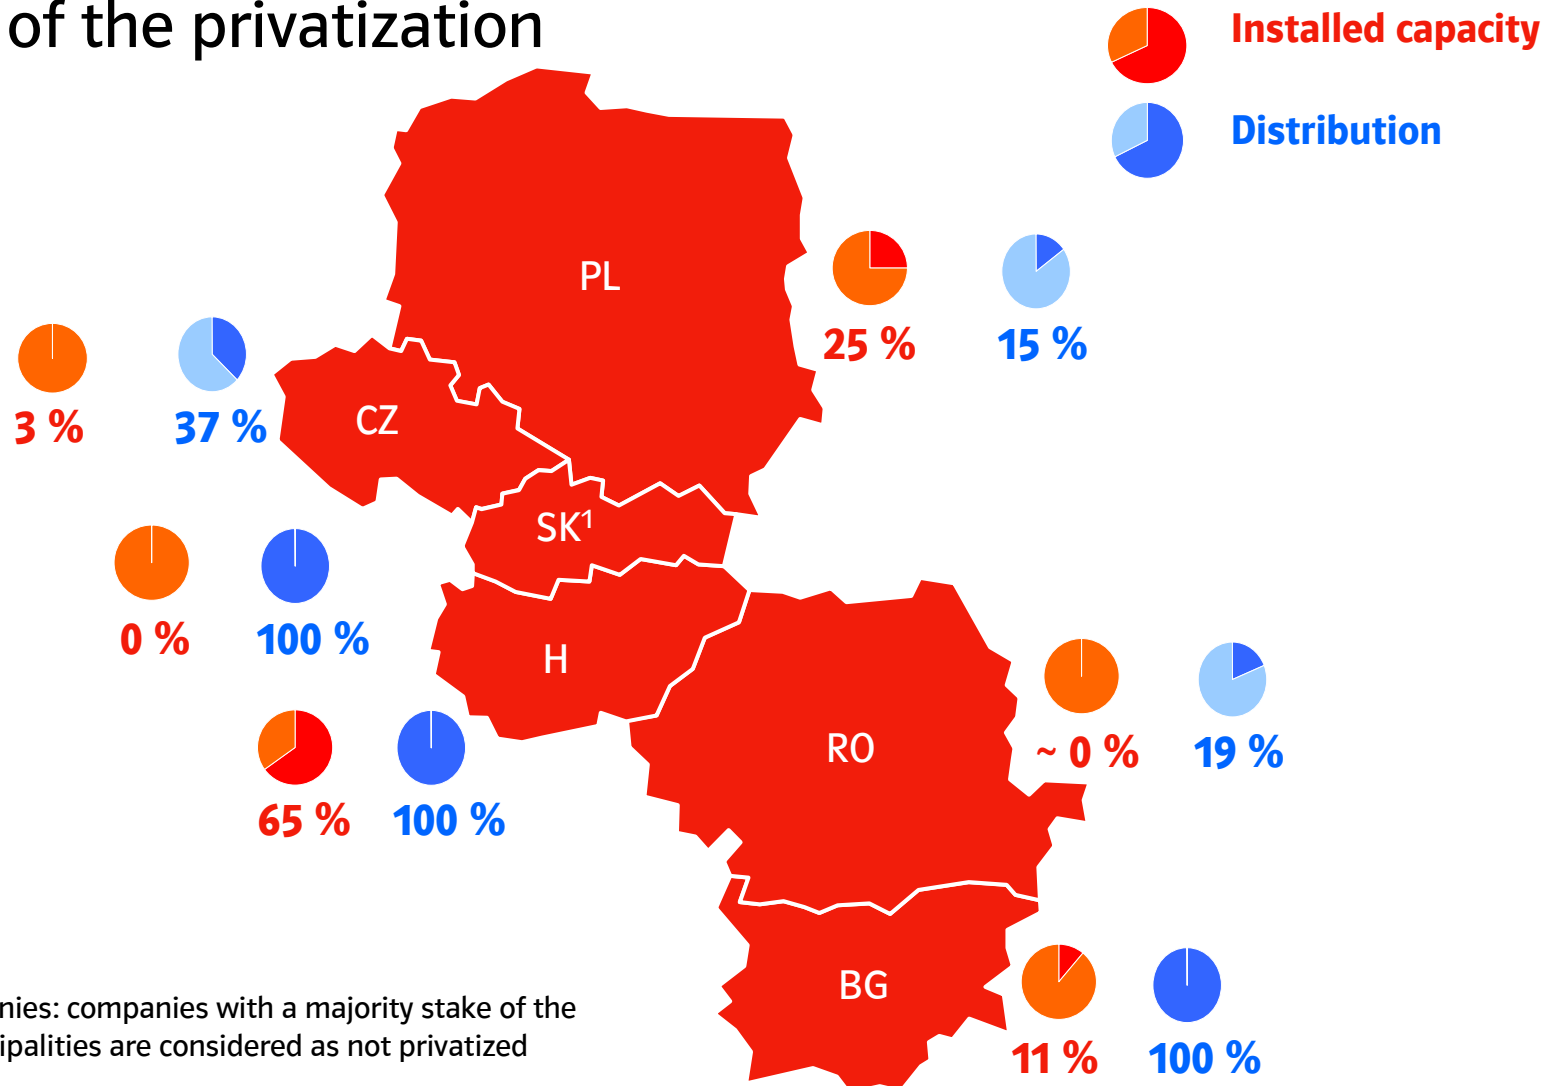 of the privatization
Installed capacity
Distribution
PL
25 %
15 %
3 %
37 %
CZ
SK¹
0 %
100 %
H
65 %
100 %
RO
~ 0 %
19 %
BG
11 %
100 %
nies: companies with a majority stake of the
ipalities are considered as not privatized